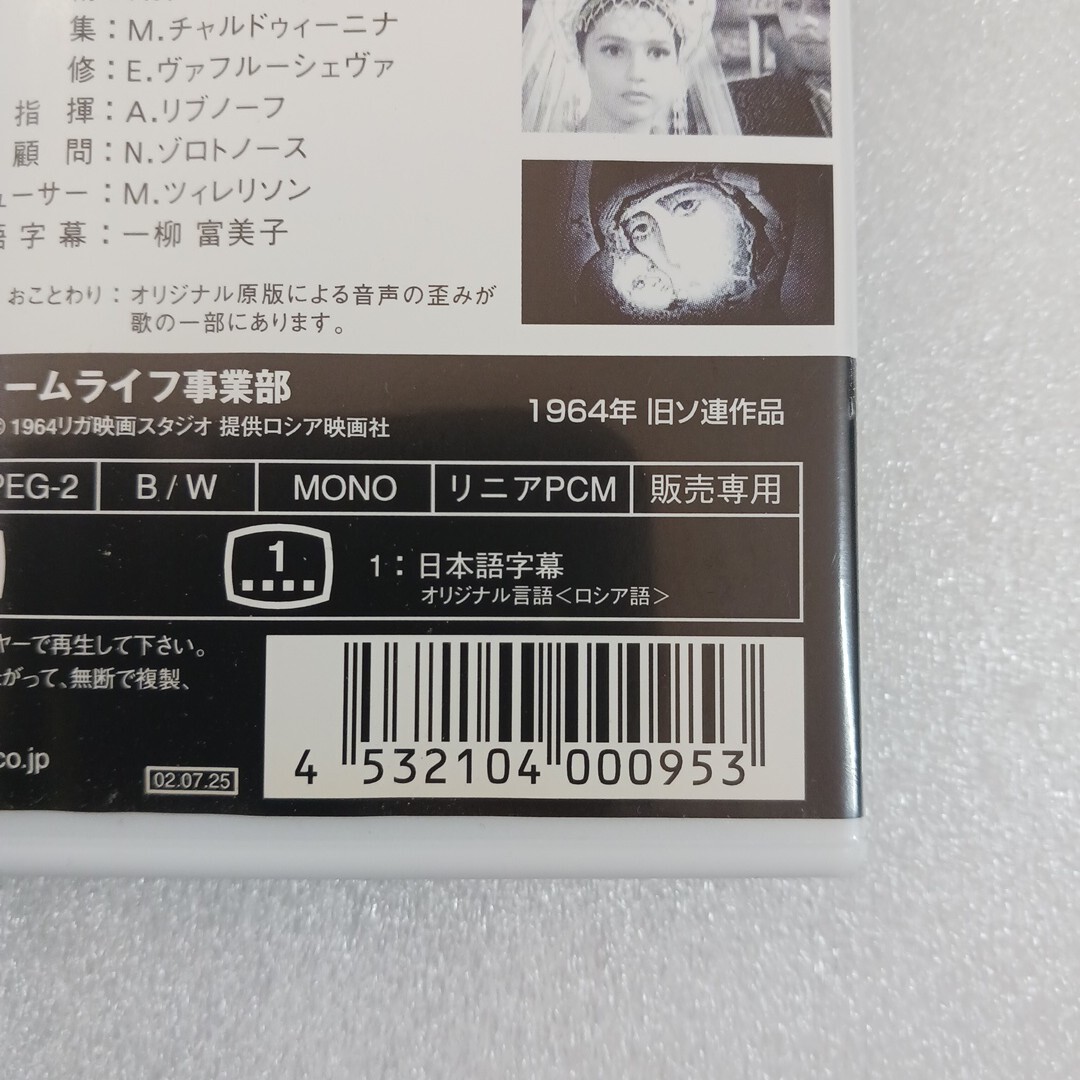 集：M.チャルドゥィーニナ
修：E.ヴァフルーシェヴァ
指 揮：A.リブノーフ
顧 問：N.ゾロトノース
ューサー：M.ツィレリソン
語字幕：一柳 富美子
おことわり：オリジナル原版による音声の歪みが
歌の一部にあります。
ームライフ事業部
© 1964リガ映画スタジオ 提供ロシア映画社
1964年 旧ソ連作品
PEG-2 B/W MONO リニアPCM 販売専用
1
1：日本語字幕
オリジナル言語＜ロシア語＞
ヤーで再生して下さい。
がって、無断で複製、
co.jp
02.07.25
4 532104 000953